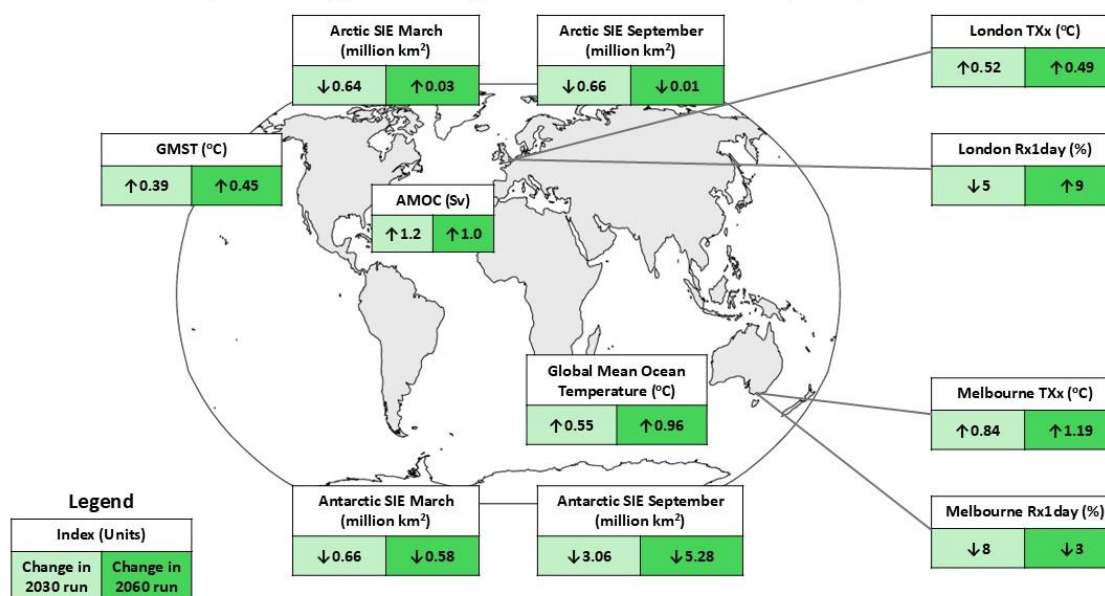 Arctic SIE March
(million km²)
↓0.64 ↑0.03
Arctic SIE September
(million km²)
↓0.66 ↓0.01
London TXx (°C)
↑0.52 ↑0.49
GMST (°C)
↑0.39 ↑0.45
London Rx1day (%)
↓5 ↑9
AMOC (Sv)
↑1.2 ↑1.0
Global Mean Ocean
Temperature (°C)
↑0.55 ↑0.96
Melbourne TXx (°C)
↑0.84 ↑1.19
Antarctic SIE March
(million km²)
↓0.66 ↓0.58
Antarctic SIE September
(million km²)
↓3.06 ↓5.28
Melbourne Rx1day (%)
↓8 ↓3
Legend
Index (Units)
Change in
2030 run
Change in
2060 run